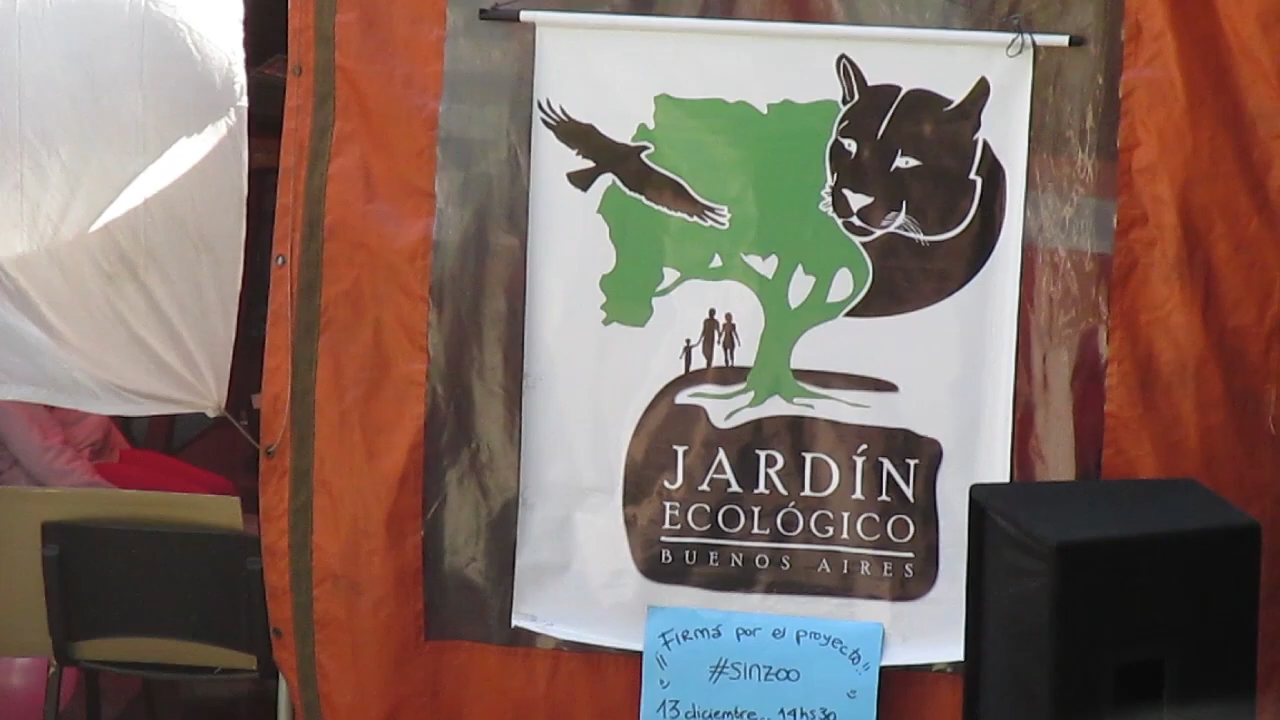 JARDÍN
ECOLÓGICO
BUENOS AIRES
FIRMÁ por el proyecto!!
#SINZOO
13 diciembre.. 14hs30